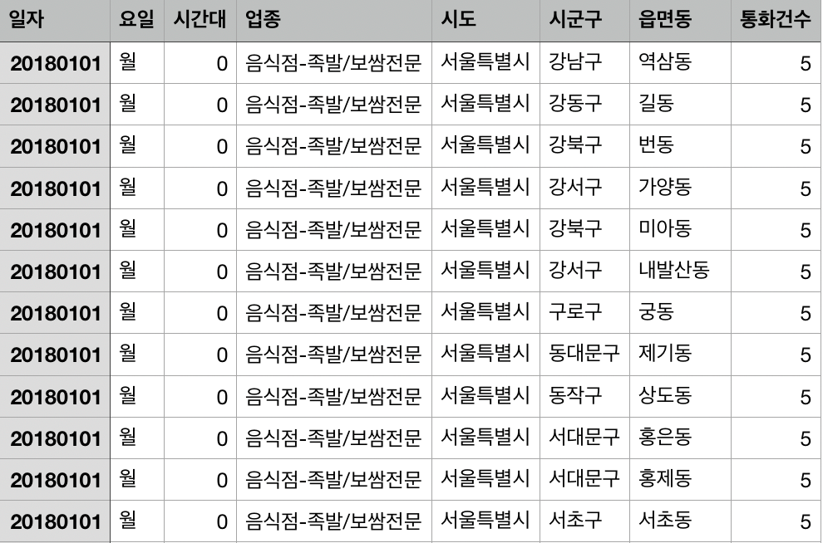 일자 요일 시간대 업종 시도 시군구 읍면동 통화건수
20180101 월 0 음식점-족발/보쌈전문 서울특별시 강남구 역삼동 5
20180101 월 0 음식점-족발/보쌈전문 서울특별시 강동구 길동 5
20180101 월 0 음식점-족발/보쌈전문 서울특별시 강북구 번동 5
20180101 월 0 음식점-족발/보쌈전문 서울특별시 강서구 가양동 5
20180101 월 0 음식점-족발/보쌈전문 서울특별시 강북구 미아동 5
20180101 월 0 음식점-족발/보쌈전문 서울특별시 강서구 내발산동 5
20180101 월 0 음식점-족발/보쌈전문 서울특별시 구로구 궁동 5
20180101 월 0 음식점-족발/보쌈전문 서울특별시 동대문구 제기동 5
20180101 월 0 음식점-족발/보쌈전문 서울특별시 동작구 상도동 5
20180101 월 0 음식점-족발/보쌈전문 서울특별시 서대문구 홍은동 5
20180101 월 0 음식점-족발/보쌈전문 서울특별시 서대문구 홍제동 5
20180101 월 0 음식점-족발/보쌈전문 서울특별시 서초구 서초동 5